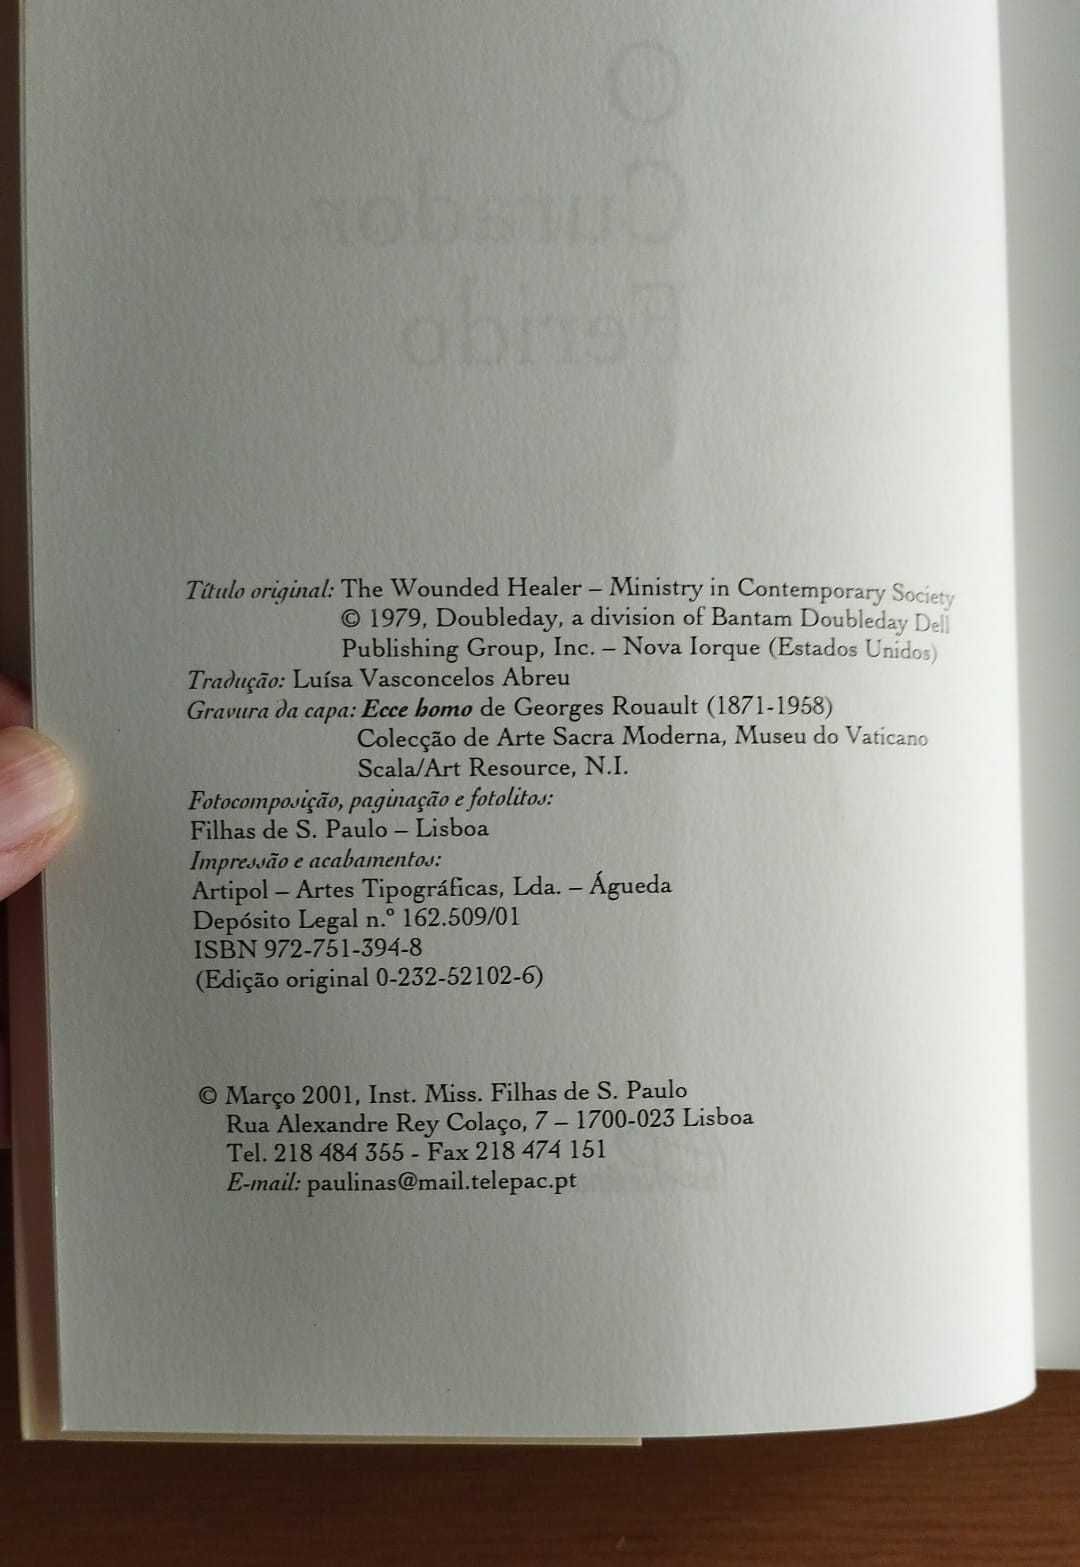 O
Curador
Ferido
Título original: The Wounded Healer – Ministry in Contemporary Society
© 1979, Doubleday, a division of Bantam Doubleday Dell
Publishing Group, Inc. – Nova Iorque (Estados Unidos)
Tradução: Luísa Vasconcelos Abreu
Gravura da capa: Ecce homo de Georges Rouault (1871-1958)
Colecção de Arte Sacra Moderna, Museu do Vaticano
Scala/Art Resource, N.I.
Fotocomposição, paginação e fotolitos:
Filhas de S. Paulo – Lisboa
Impressão e acabamentos:
Artipol – Artes Tipográficas, Lda. – Águeda
Depósito Legal n.º 162.509/01
ISBN 972-751-394-8
(Edição original 0-232-52102-6)
© Março 2001, Inst. Miss. Filhas de S. Paulo
Rua Alexandre Rey Colaço, 7 – 1700-023 Lisboa
Tel. 218 484 355 - Fax 218 474 151
E-mail: paulinas@mail.telepac.pt